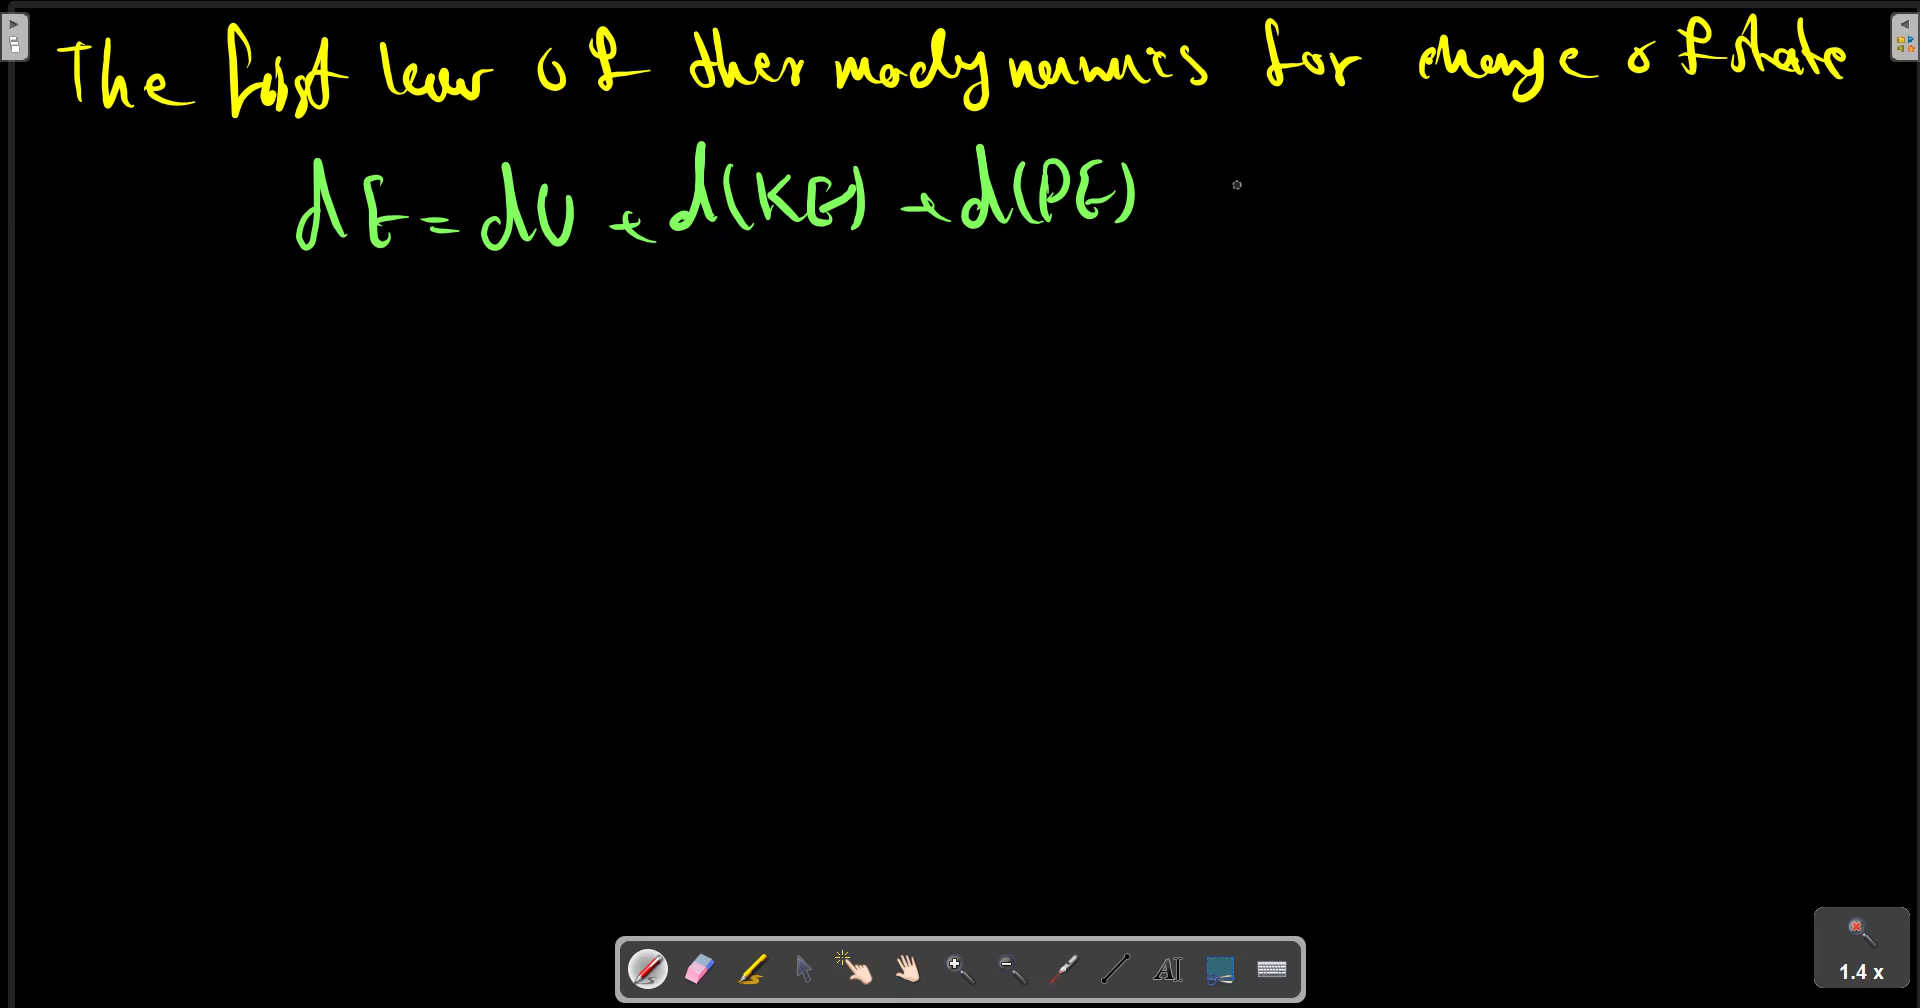 The first law of thermodynamics for change of state
dE = dU + d(KE) + d(PE)
1.4 x